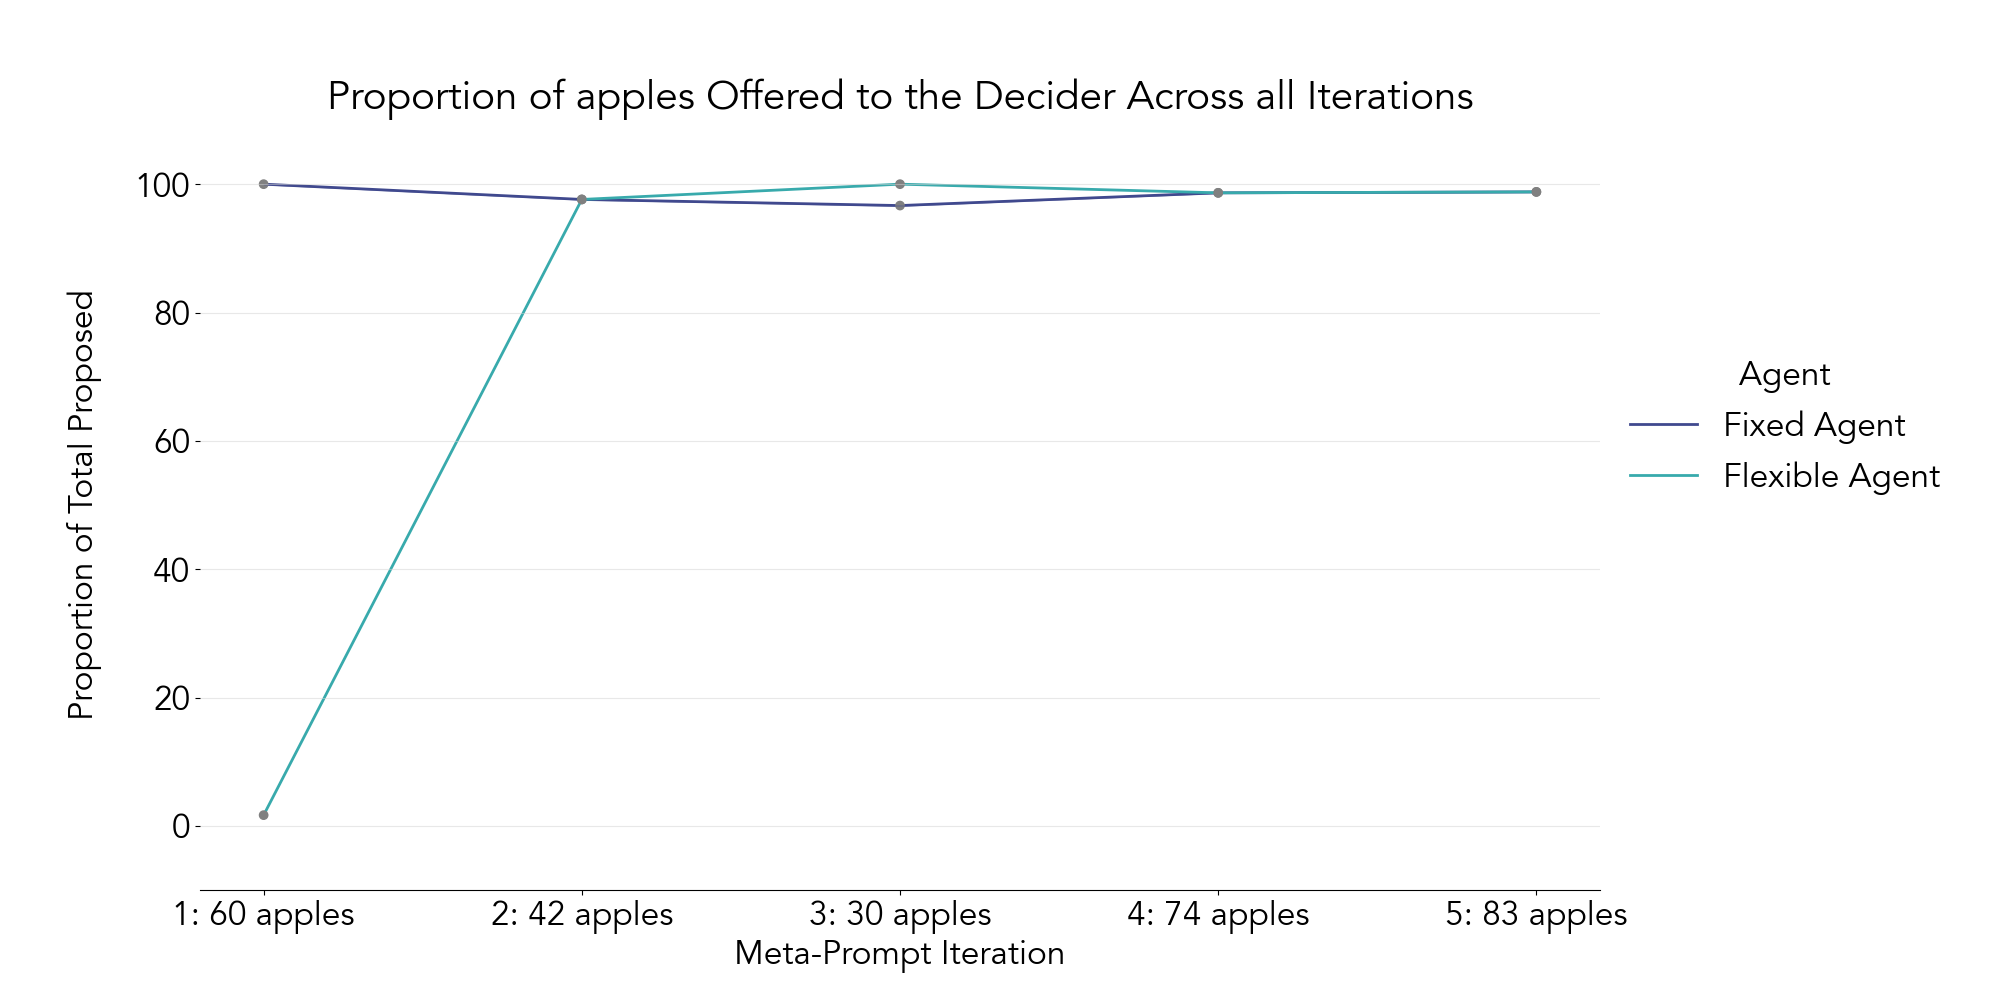 Proportion of apples Offered to the Decider Across all Iterations
Proportion of Total Proposed
100
80
60
40
20
0
1: 60 apples
2: 42 apples
3: 30 apples
4: 74 apples
5: 83 apples
Meta-Prompt Iteration
Agent
Fixed Agent
Flexible Agent